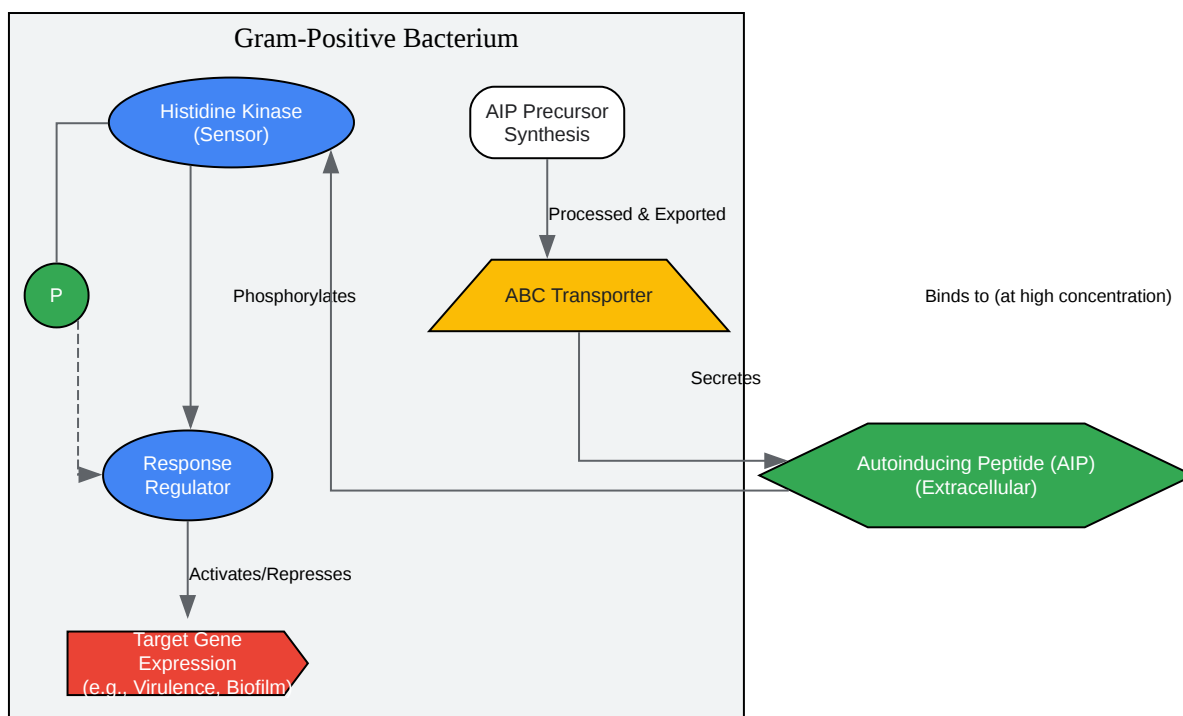 Gram-Positive Bacterium
Histidine Kinase
(Sensor)
AIP Precursor
Synthesis
Processed & Exported
P
Phosphorylates
ABC Transporter
Binds to (at high concentration)
Secretes
Response
Regulator
Autoinducing Peptide (AIP)
(Extracellular)
Activates/Represses
Target Gene
Expression
(e.g., Virulence, Biofilm)